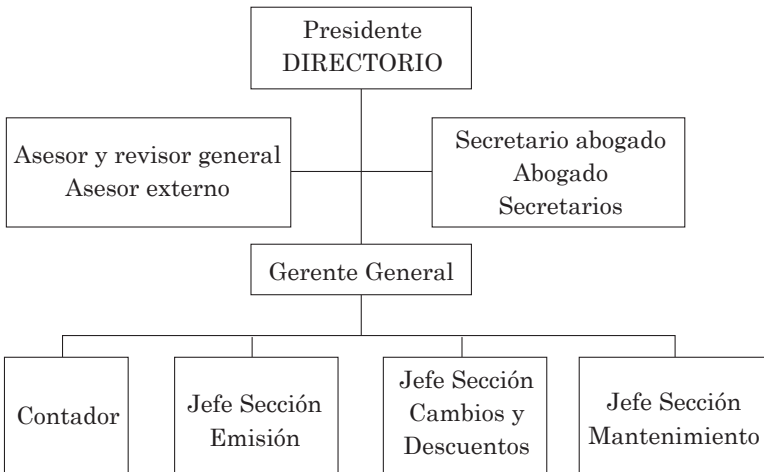 Presidente
DIRECTORIO
Asesor y revisor general
Asesor externo
Secretario abogado
Abogado
Secretarios
Gerente General
Contador
Jefe Sección
Emisión
Jefe Sección
Cambios y
Descuentos
Jefe Sección
Mantenimiento